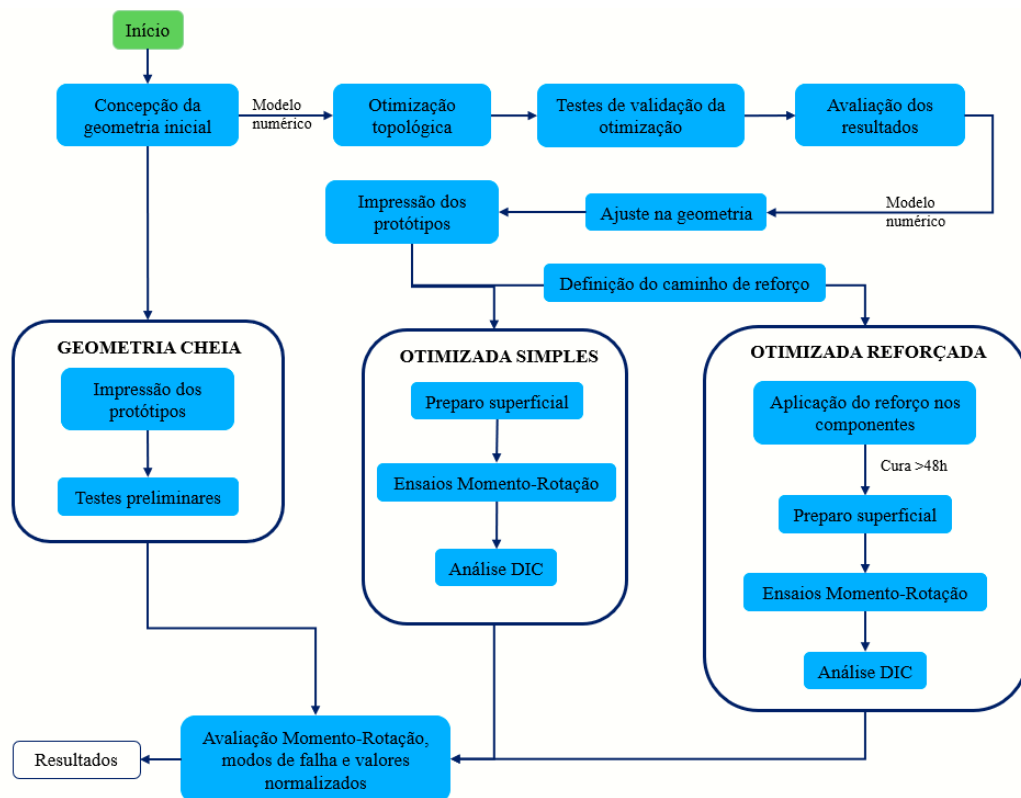 Início
Concepção da
geometria inicial
Modelo
numérico
Otimização
topológica
Testes de validação da
otimização
Avaliação dos
resultados
Modelo
numérico
Ajuste na geometria
Impressão dos
protótipos
Definição do caminho de reforço
GEOMETRIA CHEIA
Impressão dos
protótipos
Testes preliminares
OTIMIZADA SIMPLES
Preparo superfícial
Ensaios Momento-Rotação
Análise DIC
OTIMIZADA REFORÇADA
Aplicação do reforço nos
componentes
Cura >48h
Preparo superfícial
Ensaios Momento-Rotação
Análise DIC
Avaliação Momento-Rotação,
modos de falha e valores
normalizados
Resultados